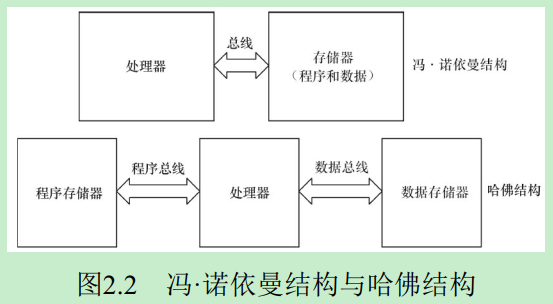 处理器
总线
存储器
（程序和数据）
冯·诺依曼结构
程序存储器
程序总线
处理器
数据总线
数据存储器
哈佛结构
图2.2 冯·诺依曼结构与哈佛结构